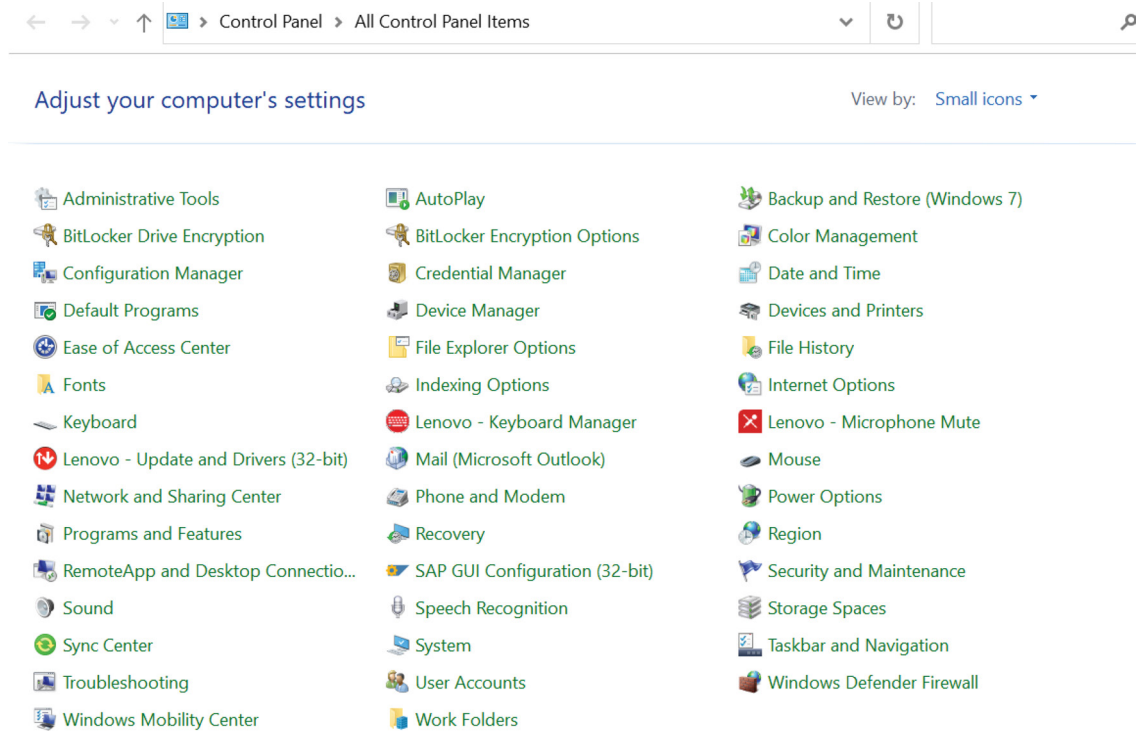 Control Panel > All Control Panel Items
Adjust your computer's settings
View by: Small icons
Administrative Tools
AutoPlay
Backup and Restore (Windows 7)
BitLocker Drive Encryption
BitLocker Encryption Options
Color Management
Configuration Manager
Credential Manager
Date and Time
Default Programs
Device Manager
Devices and Printers
Ease of Access Center
File Explorer Options
File History
Fonts
Indexing Options
Internet Options
Keyboard
Lenovo - Keyboard Manager
Lenovo - Microphone Mute
Lenovo - Update and Drivers (32-bit)
Mail (Microsoft Outlook)
Mouse
Network and Sharing Center
Phone and Modem
Power Options
Programs and Features
Recovery
Region
RemoteApp and Desktop Connectio...
SAP GUI Configuration (32-bit)
Security and Maintenance
Sound
Speech Recognition
Storage Spaces
Sync Center
System
Taskbar and Navigation
Troubleshooting
User Accounts
Windows Defender Firewall
Windows Mobility Center
Work Folders